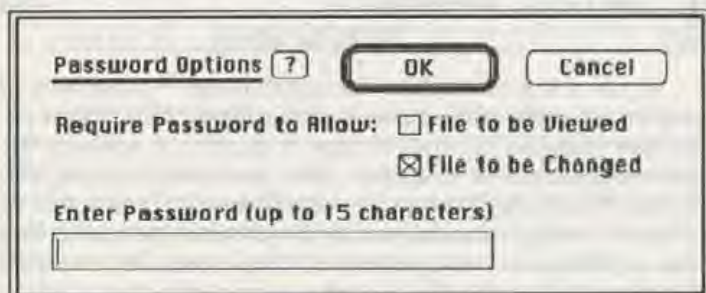 Password Options ? OK Cancel
Require Password to Allow: File to be Viewed
File to be Changed
Enter Password (up to 15 characters)